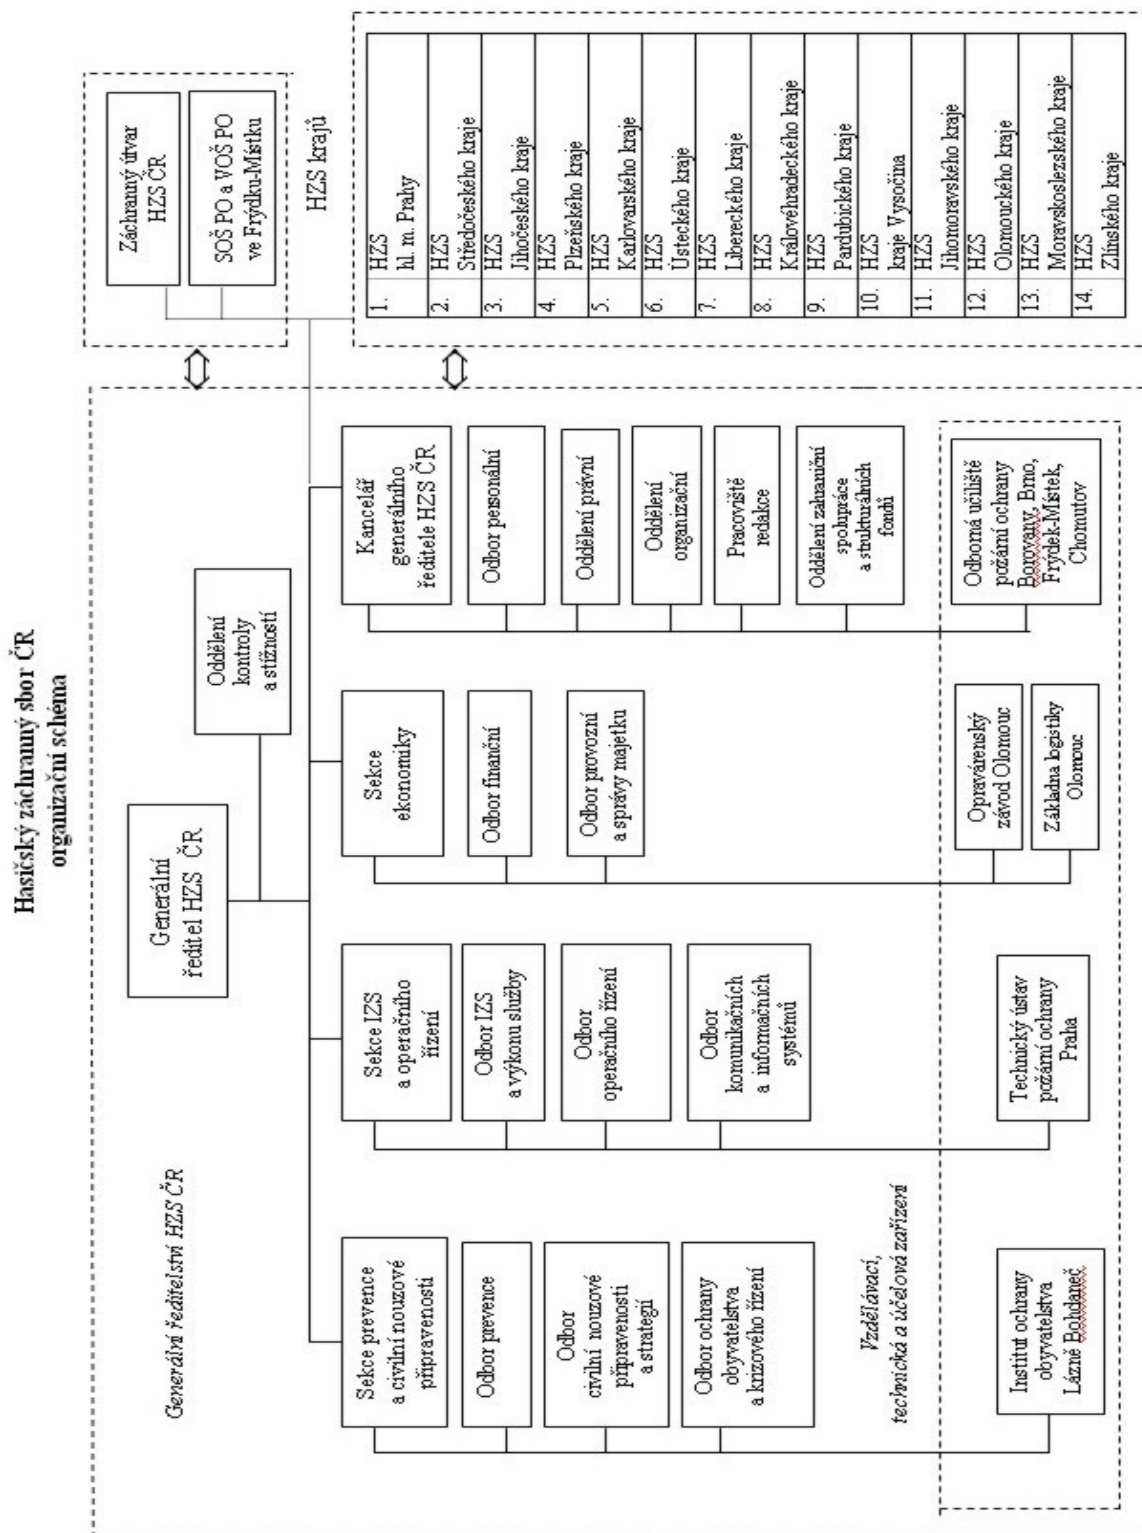 Hasičský záchranný sbor ČR
organizační schéma
Generální ředitelství HZS ČR
Generální
ředitel HZS ČR
Oddělení
kontroly
a stížností
Záchranný útvar
HZS ČR
SOŠ PO a VOŠ PO
ve Frýdku-Místku
HZS krajů
Sekce prevence
a civilní nouzové
připravenosti
Odbor prevence
Odbor
civilní nouzové
připravenosti
a strategií
Odbor ochrany
obyvatelstva
a krizového řízení
Sekce IZS
a operačního
řízení
Odbor IZS
a výkonu služby
Odbor
operačního řízení
Odbor
komunikačních
a informačních
systémů
Sekce
ekonomiky
Odbor finanční
Odbor provozní
a správy majetku
Kancelář
generálního
ředitele HZS ČR
Odbor personální
Oddělení právní
Oddělení
organizační
Pracoviště
redakce
Oddělení zahraniční
spolupráce
a strukturálních
fondů
Vzdělávací,
technická a účelová zařízení
Institut ochrany
obyvatelstva
Lázně Bohdaneč
Technický ústav
požární ochrany
Praha
Opravárenský
závod Olomouc
Základna logistiky
Olomouc
Odborná učiliště
požární ochrany
Borovany, Brno,
Frýdek-Místek,
Chomutov
1. HZS
hl. m. Prahy
2. HZS
Středočeského kraje
3. HZS
Jihočeského kraje
4. HZS
Plzeňského kraje
5. HZS
Karlovarského kraje
6. HZS
Ústeckého kraje
7. HZS
Libereckého kraje
8. HZS
Královéhradeckého kraje
9. HZS
Pardubického kraje
10. HZS
kraje Vysočina
11. HZS
Jihomoravského kraje
12. HZS
Olomouckého kraje
13. HZS
Moravskoslezského kraje
14. HZS
Zlínského kraje